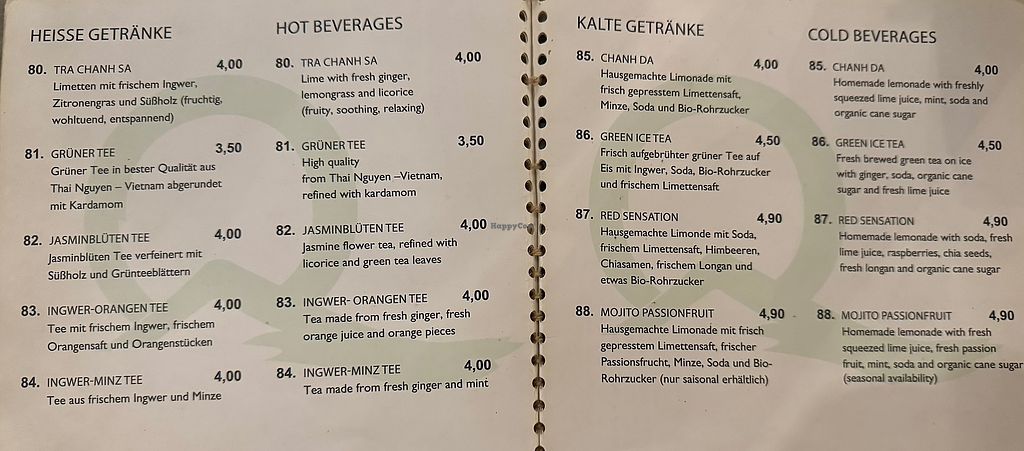 HEISSE GETRÄNKE
80. TRA CHANH SA 4,00
Limetten mit frischem Ingwer,
Zitronengras und Süßholz (fruchtig,
wohltuend, entspannend)
81. GRÜNER TEE 3,50
Grüner Tee in bester Qualität aus
Thai Nguyen – Vietnam abgerundet
mit Kardamom
82. JASMINBLÜTEN TEE 4,00
Jasminblüten Tee verfeinert mit
Süßholz und Grünteeblättern
83. INGWER-ORANGEN TEE 4,00
Tee mit frischem Ingwer, frischem
Orangensaft und Orangenstücken
84. INGWER-MINZ TEE 4,00
Tee aus frischem Ingwer und Minze
HOT BEVERAGES
80. TRA CHANH SA 4,00
Lime with fresh ginger,
lemongrass and licorice
(fruity, soothing, relaxing)
81. GRÜNER TEE 3,50
High quality
from Thai Nguyen –Vietnam,
refined with kardamom
82. JASMINBLÜTEN TEE 4,00
Jasmine flower tea, refined with
licorice and green tea leaves
83. INGWER- ORANGEN TEE 4,00
Tea made from fresh ginger, fresh
orange juice and orange pieces
84. INGWER-MINZ TEE 4,00
Tea made from fresh ginger and mint
KALTE GETRÄNKE
85. CHANH DA 4,00
Hausgemachte Limonade mit
frisch gepresstem Limettensaft,
Minze, Soda und Bio-Rohrzucker
86. GREEN ICE TEA 4,50
Frisch aufgebrühter grüner Tee auf
Eis mit Ingwer, Soda, Bio-Rohrzucker
und frischem Limettensaft
87. RED SENSATION 4,90
Hausgemachte Limonde mit Soda,
frischem Limettensaft, Himbeeren,
Chiasamen, frischem Longan und
etwas Bio-Rohrzucker
88. MOJITO PASSIONFRUIT 4,90
Hausgemachte Limonade mit frisch
gepresstem Limettensaft, frischer
Passionsfrucht, Minze, Soda und Bio-
Rohrzucker (nur saisonal erhältlich)
COLD BEVERAGES
85. CHANH DA 4,00
Homemade lemonade with freshly
squeezed lime juice, mint, soda and
organic cane sugar
86. GREEN ICE TEA 4,50
Fresh brewed green tea on ice
with ginger, soda, organic cane
sugar and fresh lime juice
87. RED SENSATION 4,90
Homemade lemonade with soda, fresh
lime juice, raspberries, chia seeds,
fresh longan and organic cane sugar
88. MOJITO PASSIONFRUIT 4,90
Homemade lemonade with fresh
squeezed lime juice, fresh passion
fruit, mint, soda and organic cane sugar
(seasonal availability)